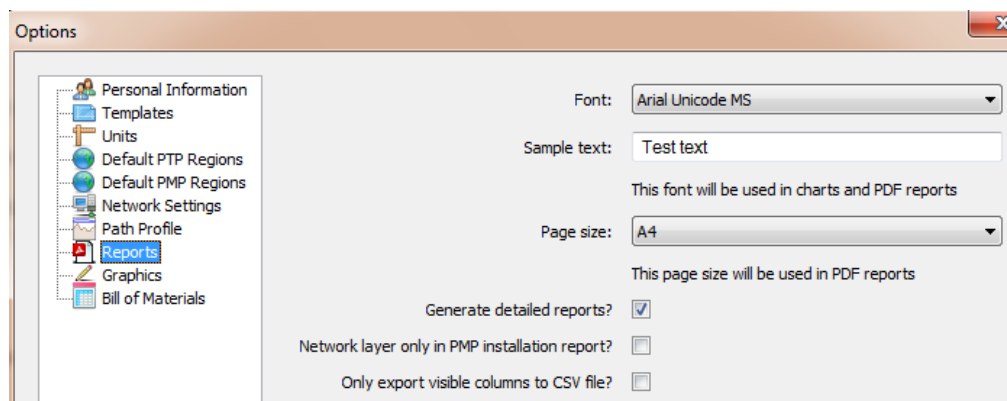 Options
Personal Information
Templates
Units
Default PTP Regions
Default PMP Regions
Network Settings
Path Profile
Reports
Graphics
Bill of Materials
Font: Arial Unicode MS
Sample text: Test text
This font will be used in charts and PDF reports
Page size: A4
This page size will be used in PDF reports
Generate detailed reports?
Network layer only in PMP installation report?
Only export visible columns to CSV file?